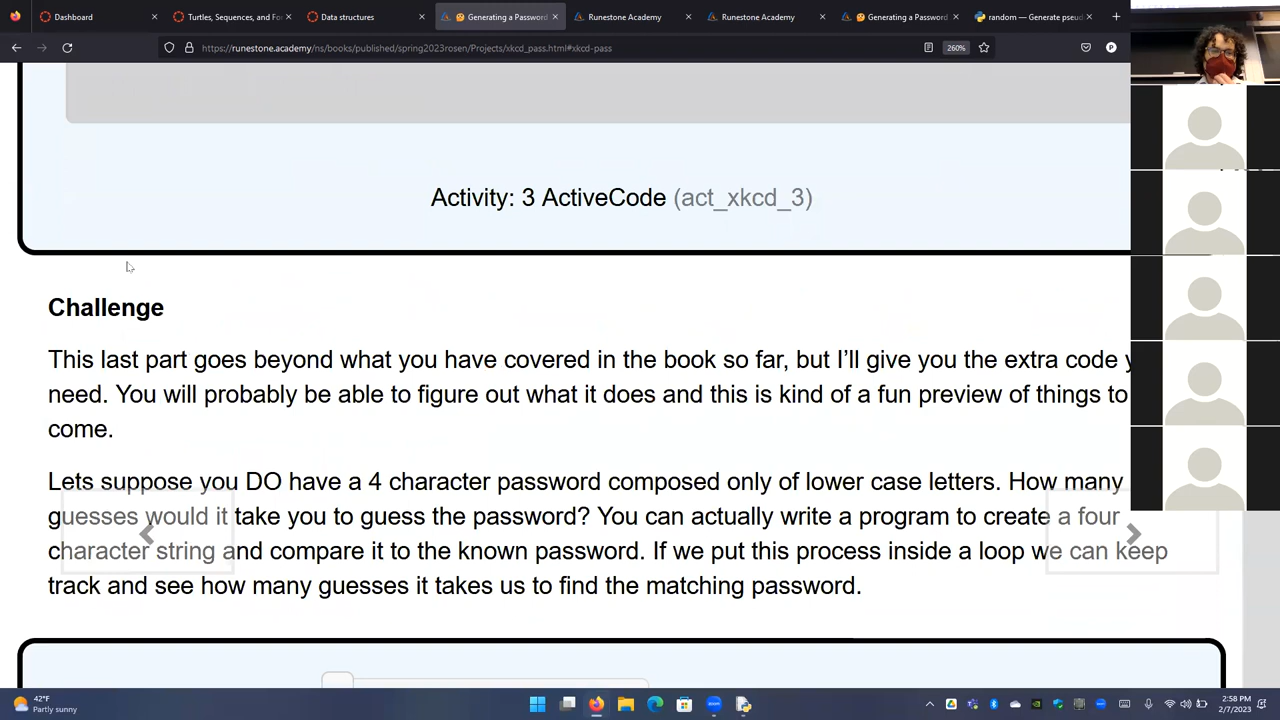 Dashboard
Turtles, Sequences, and For
Data structures
Generating a Password
Runestone Academy
Runestone Academy
Generating a Password
random — Generate pseud
https://runestone.academy/ns/books/published/spring2023rosen/Projects/xkcd_pass.html#xkcd-pass
260%
P
Activity: 3 ActiveCode (act_xkcd_3)
Challenge
This last part goes beyond what you have covered in the book so far, but I'll give you the extra code y
need. You will probably be able to figure out what it does and this is kind of a fun preview of things to
come.
Lets suppose you DO have a 4 character password composed only of lower case letters. How many
guesses would it take you to guess the password? You can actually write a program to create a four
character string and compare it to the known password. If we put this process inside a loop we can keep
track and see how many guesses it takes us to find the matching password.
42°F
Partly sunny
2:58 PM
2/7/2023